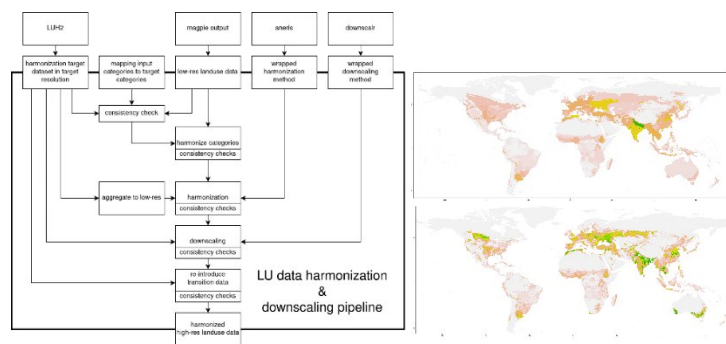 LUH2
magpie output
aneris
downscalr
harmonization target
dataset in target
resolution
mapping input
categories to target
categories
low-res landuse data
wrapped
harmonization
method
wrapped
downscaling
method
consistency check
harmonize categories
consistency checks
aggregate to low-res
harmonization
consistency checks
downscaling
consistency checks
re introduce
transition data
consistency checks
harmonized
high-res landuse data
LU data harmonization
&
downscaling pipeline